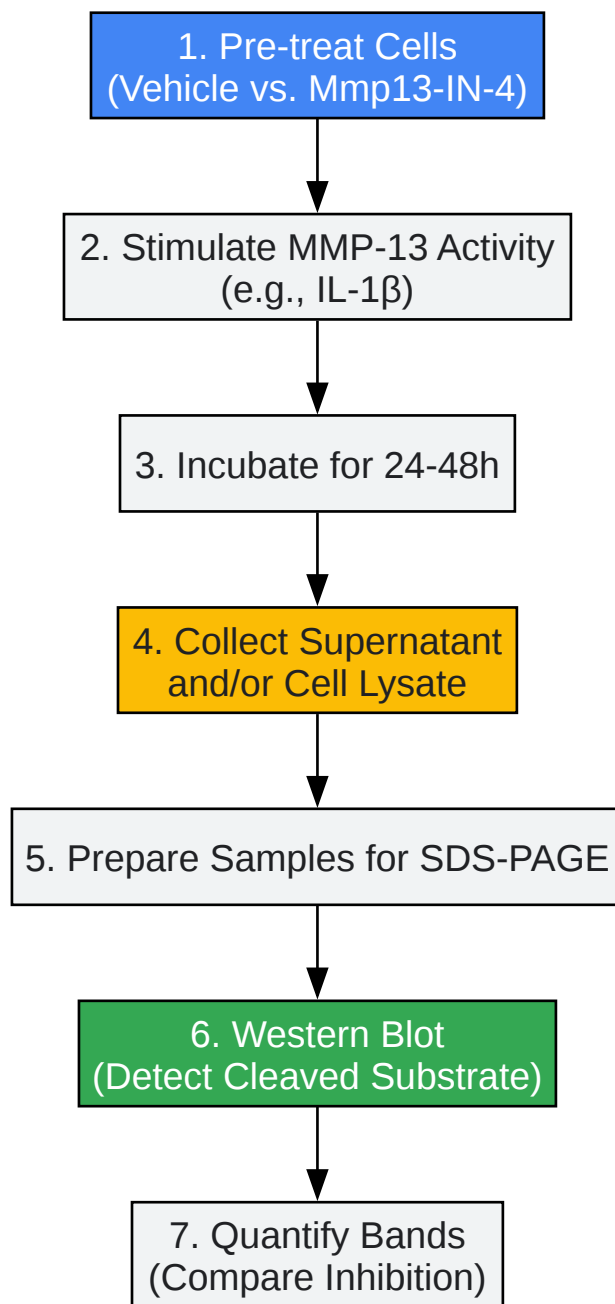 1. Pre-treat Cells
(Vehicle vs. Mmp13-IN-4)
2. Stimulate MMP-13 Activity
(e.g., IL-1β)
3. Incubate for 24-48h
4. Collect Supernatant
and/or Cell Lysate
5. Prepare Samples for SDS-PAGE
6. Western Blot
(Detect Cleaved Substrate)
7. Quantify Bands
(Compare Inhibition)